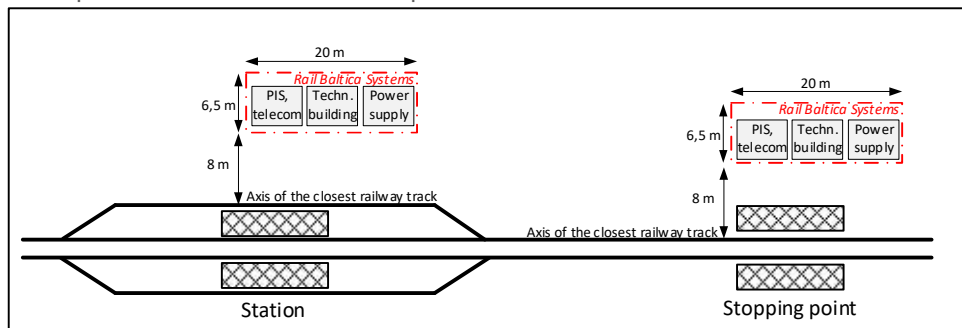 20 m
Rail Baltica Systems
6,5 m
PIS, telecom
Techn. building
Power supply
8 m
Axis of the closest railway track
Station
20 m
Rail Baltica Systems
6,5 m
PIS, telecom
Techn. building
Power supply
8 m
Axis of the closest railway track
Stopping point